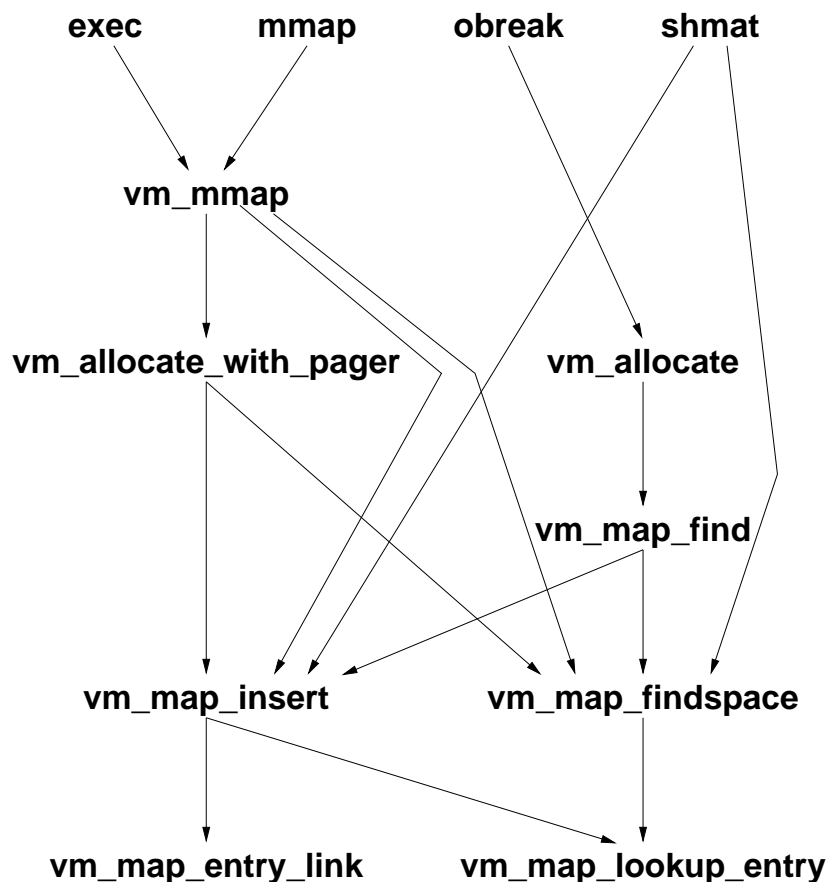 exec mmap obreak shmat
vm_mmap
vm_allocate_with_pager vm_allocate
vm_map_find
vm_map_insert vm_map_findspace
vm_map_entry_link vm_map_lookup_entry